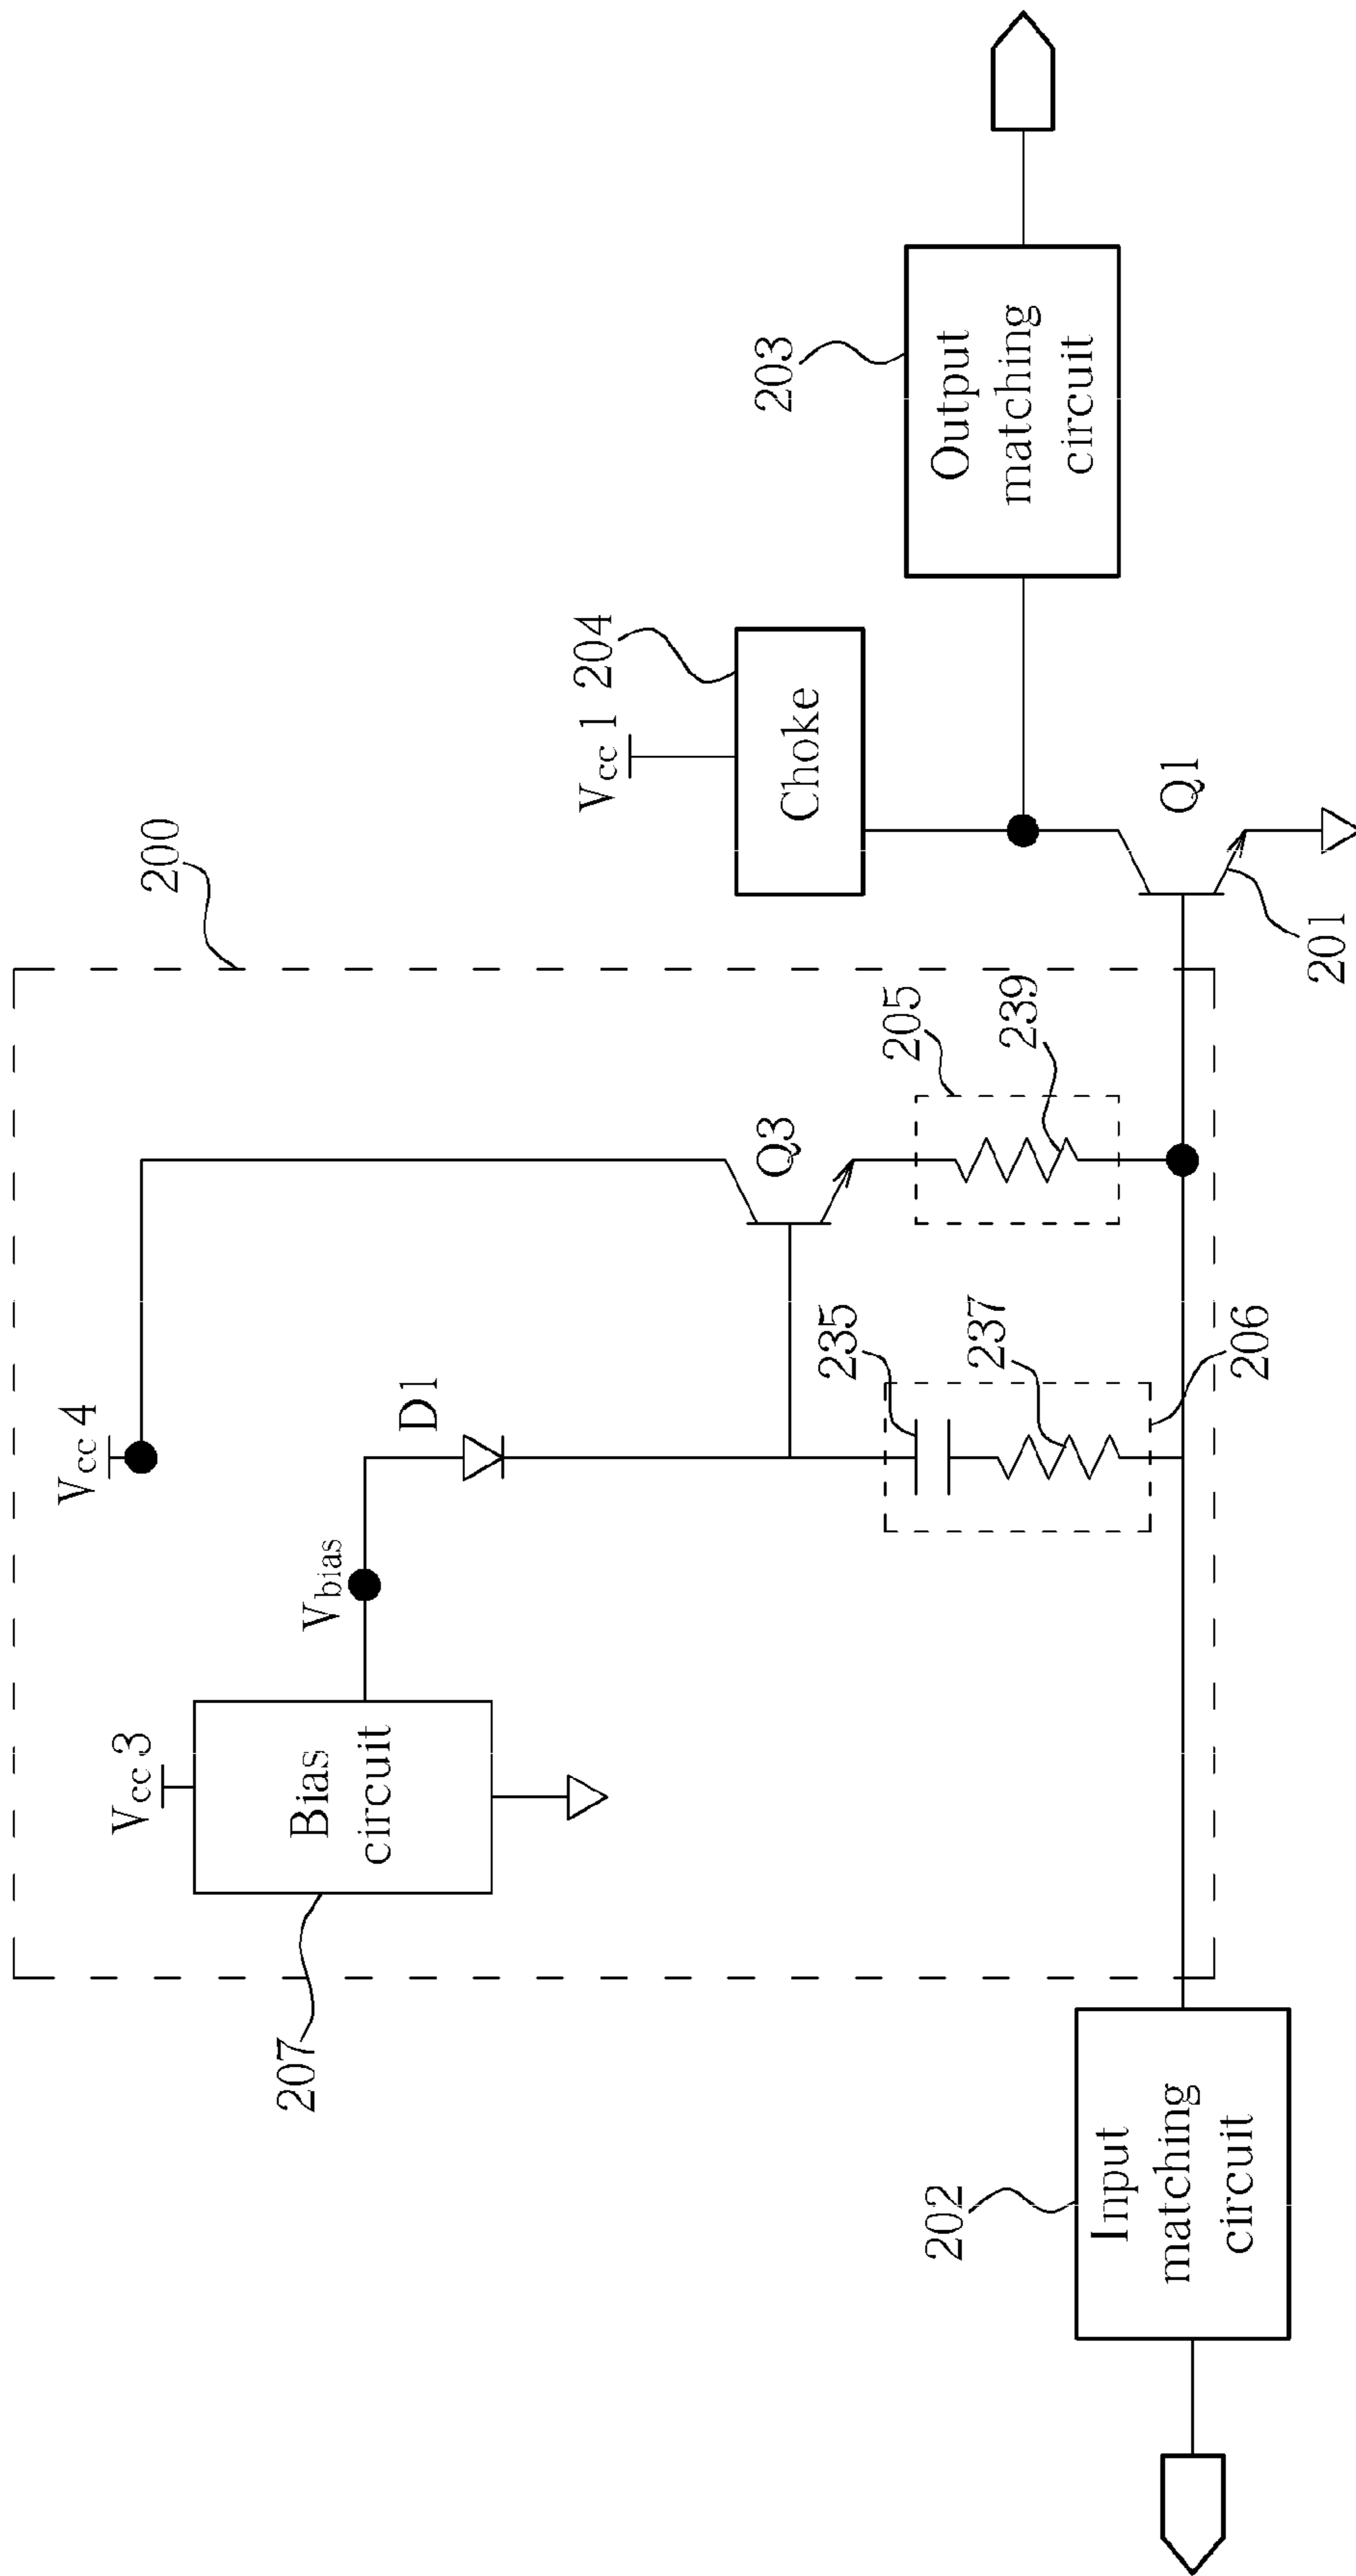 200
Vcc 4
Vcc 3
Vbias
D1
Bias
circuit
207
Q3
Vcc 1
204
Choke
203
Output
matching
circuit
205
239
235
237
206
Q1
201
202
Input
matching
circuit